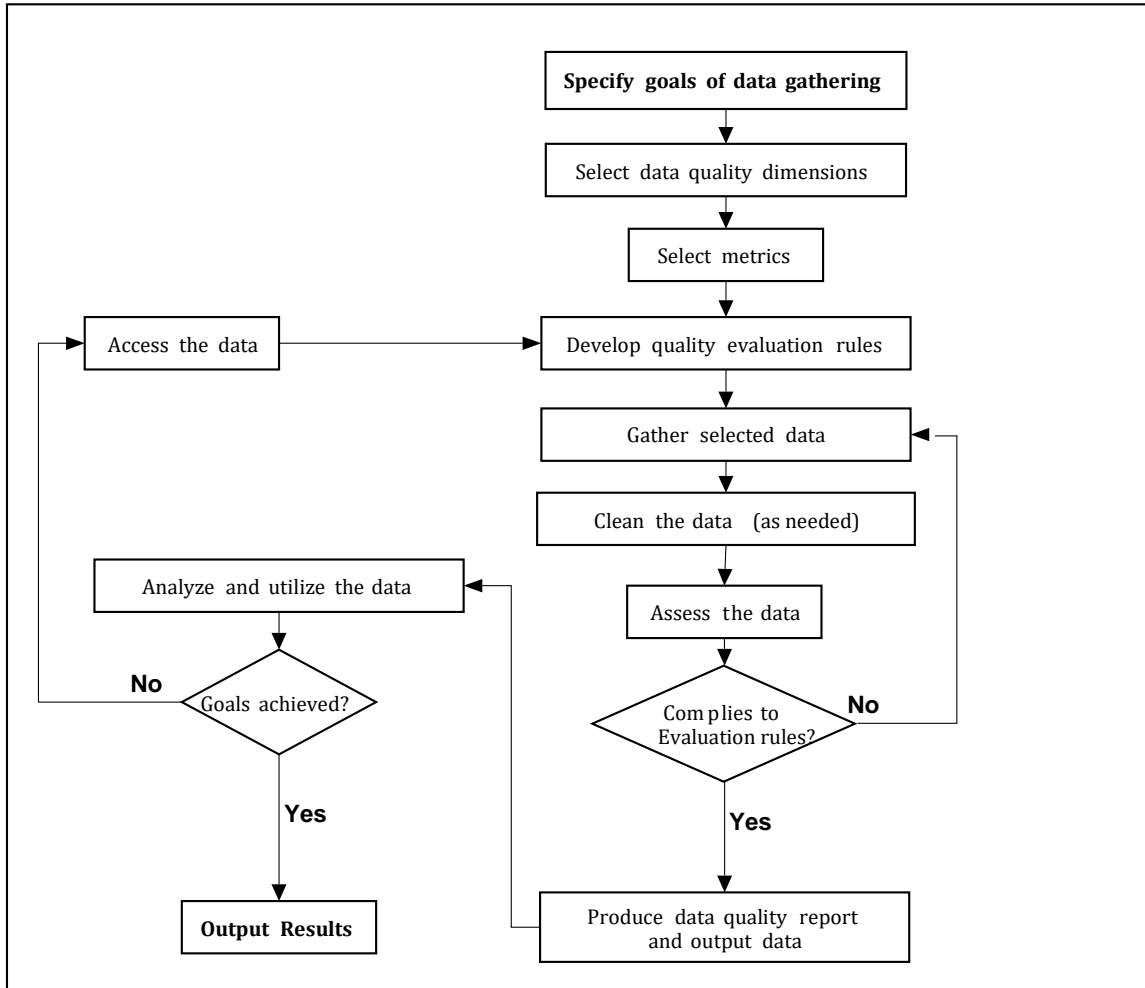 Specify goals of data gathering
Select data quality dimensions
Select metrics
Access the data
Develop quality evaluation rules
Gather selected data
Clean the data (as needed)
Analyze and utilize the data
Assess the data
No
Goals achieved?
Complies to
Evaluation rules?
No
Yes
Yes
Output Results
Produce data quality report
and output data